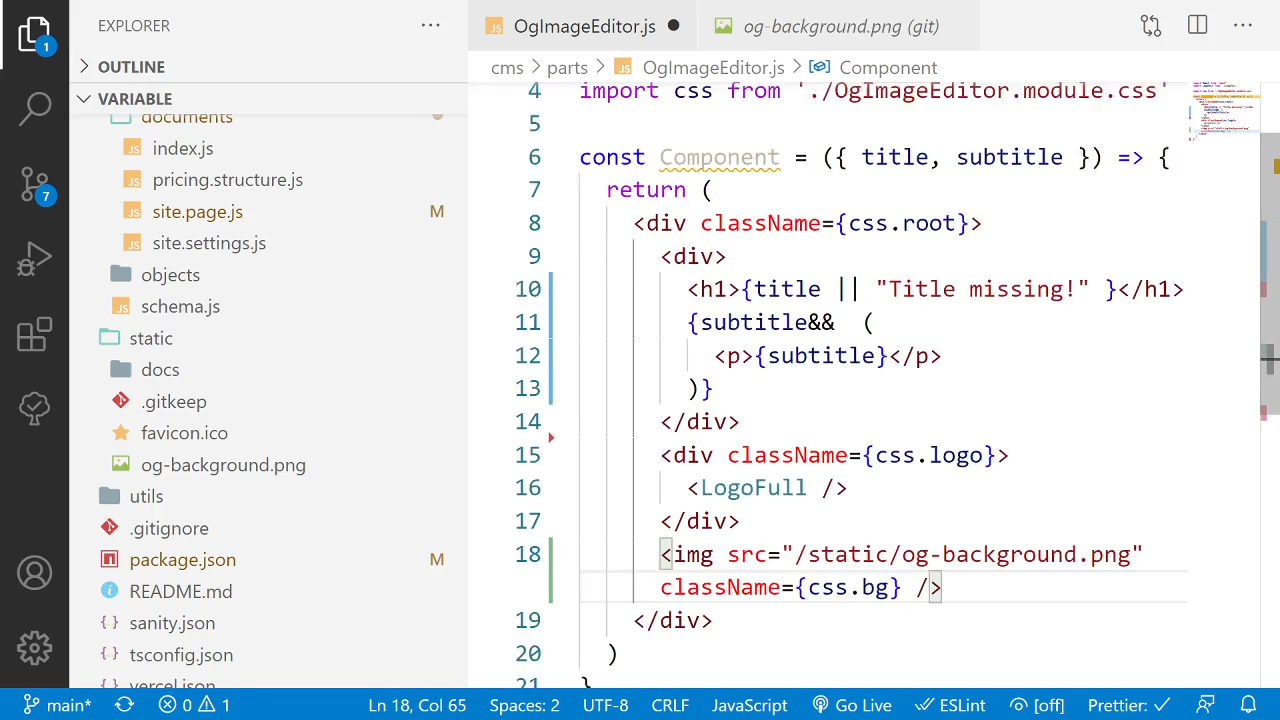 EXPLORER
OUTLINE
VARIABLE
documents
index.js
pricing.structure.js
site.page.js M
site.settings.js
objects
schema.js
static
docs
.gitkeep
favicon.ico
og-background.png
utils
.gitignore
package.json M
README.md
sanity.json
tsconfig.json
vercel.json
1
7
OgImageEditor.js
og-background.png (git)
cms > parts > OgImageEditor.js > Component
4 import css from './OgImageEditor.module.css'
5
6 const Component = ({ title, subtitle }) => {
7 return (
8 <div className={css.root}>
9 <div>
10 <h1>{title || "Title missing!" }</h1>
11 {subtitle&&  (
12 <p>{subtitle}</p>
13 )}
14 </div>
15 <div className={css.logo}>
16 <LogoFull />
17 </div>
18 <img src="/static/og-background.png"
className={css.bg} />
19 </div>
20 )
21 }
main* 0 1 Ln 18, Col 65 Spaces: 2 UTF-8 CRLF JavaScript Go Live ESLint [off] Prettier: